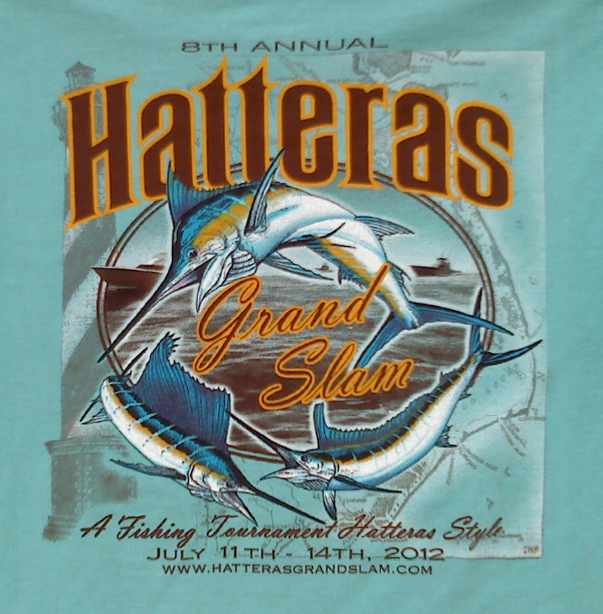 8TH ANNUAL
Hatteras
Grand
Slam
A Fishing Tournament Hatteras Style
JULY 11TH - 14TH, 2012
WWW.HATTERASGRANDSLAM.COM